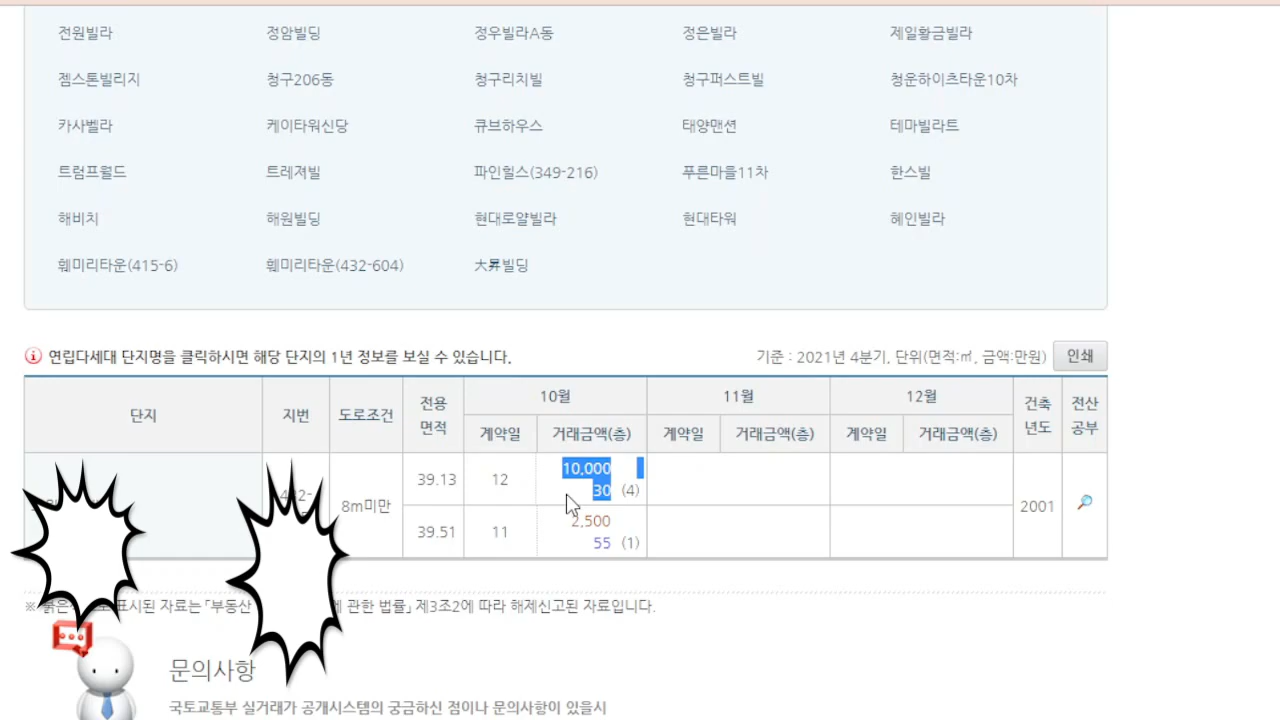 전원빌라 정암빌딩 정우빌라A동 정은빌라 제일황금빌라
젬스톤빌리지 청구206동 청구리치빌 청구퍼스트빌 청운하이츠타운10차
카사벨라 케이타워신당 큐브하우스 태양맨션 테마빌라트
트럼프월드 트레져빌 파인힐스(349-216) 푸른마을11차 한스빌
해비치 해원빌딩 현대로얄빌라 현대타워 혜인빌라
훼미리타운(415-6) 훼미리타운(432-604) 大昇빌딩
연립다세대 단지명을 클릭하시면 해당 단지의 1년 정보를 보실 수 있습니다.
기준 : 2021년 4분기, 단위(면적:㎡, 금액:만원) 인쇄
단지 지번 도로조건 전용면적 10월 11월 12월 건축년도 전산공부
계약일 거래금액(층) 계약일 거래금액(층) 계약일 거래금액(층)
8m미만 2001
39.13 12 10,000
30 (4)
39.51 11 2,500
55 (1)
표시된 자료는 「부동산 관한 법률」 제3조2에 따라 해제신고된 자료입니다.
문의사항
국토교통부 실거래가 공개시스템의 궁금하신 점이나 문의사항이 있을시